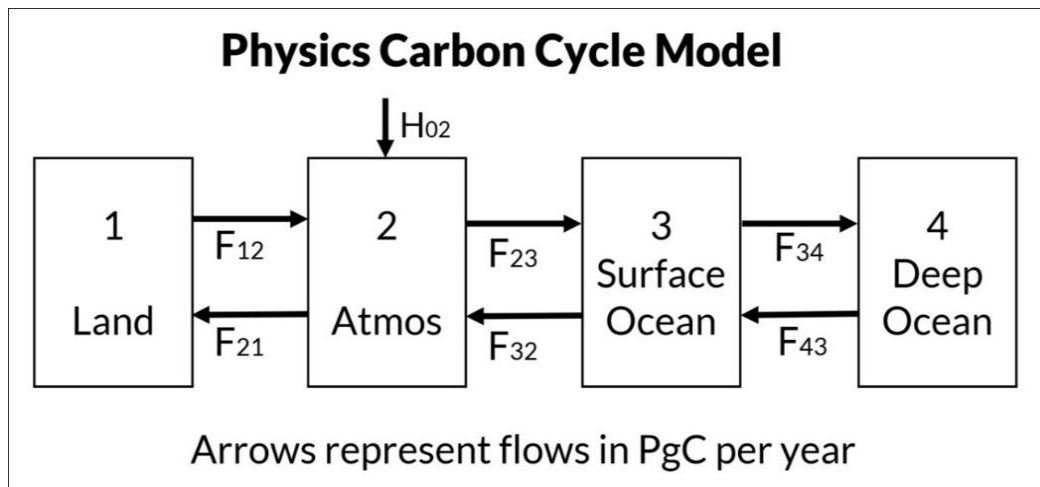 Physics Carbon Cycle Model
H02
1
Land
F12
F21
2
Atmos
F23
F32
3
Surface
Ocean
F34
F43
4
Deep
Ocean
Arrows represent flows in PgC per year